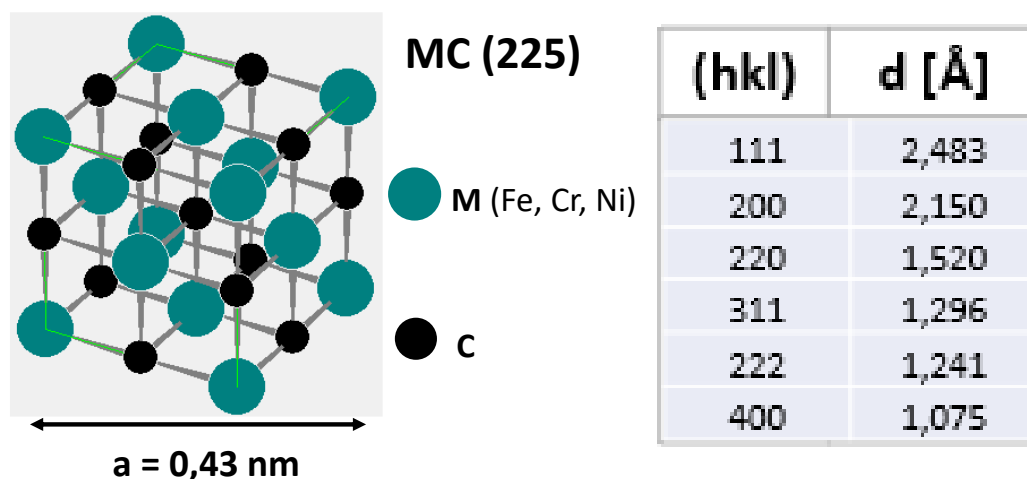 MC (225)
M (Fe, Cr, Ni)
C
a = 0,43 nm
(hkl) d [Å]
111 2,483
200 2,150
220 1,520
311 1,296
222 1,241
400 1,075